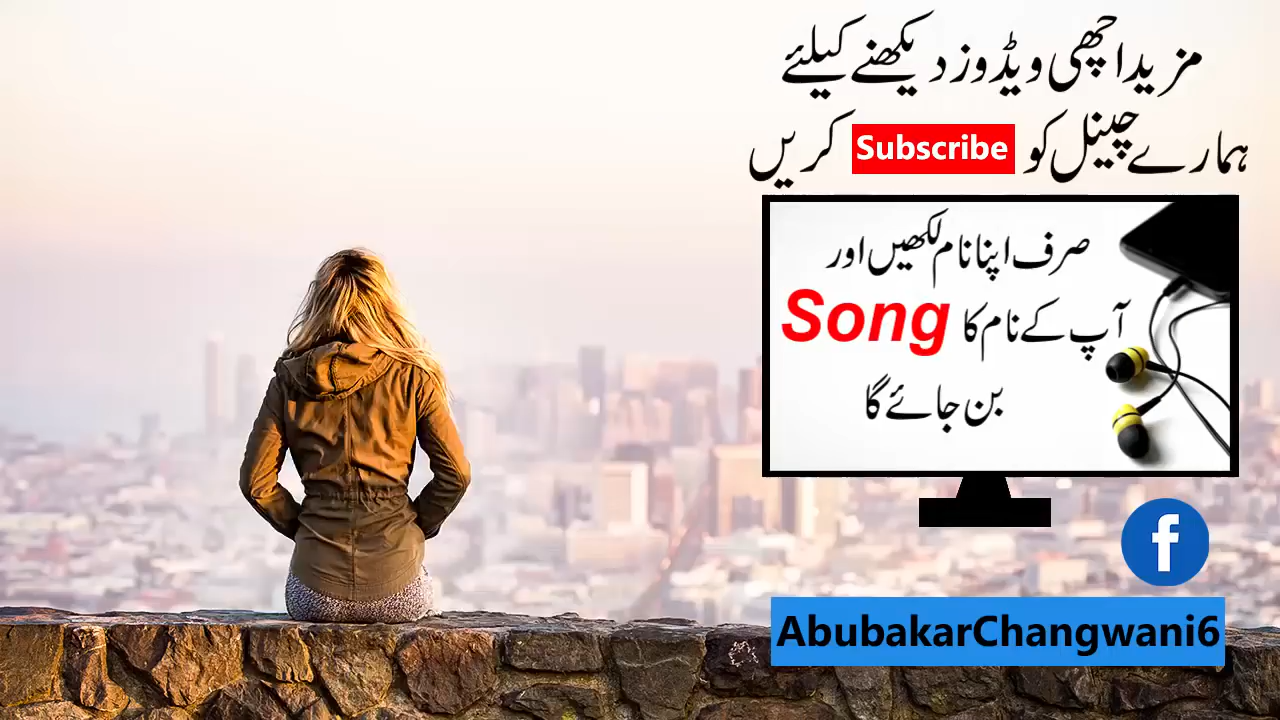 مزید اچھی ویڈوز دیکھنے کیلئے
ہمارے چینل کو Subscribe کریں
صرف اپنا نام لکھیں اور
آپ کے نام کا Song
بن جائے گا
f
AbubakarChangwani6